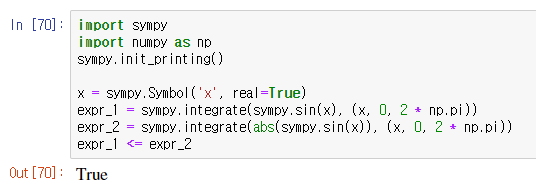 In [70]: import sympy
import numpy as np
sympy.init_printing()
x = sympy.Symbol('x', real=True)
expr_1 = sympy.integrate(sympy.sin(x), (x, 0, 2 * np.pi))
expr_2 = sympy.integrate(abs(sympy.sin(x)), (x, 0, 2 * np.pi))
expr_1 <= expr_2
Out[70]: True